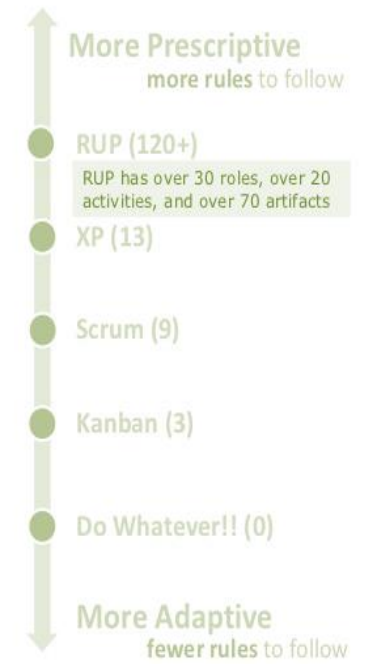 More Prescriptive
more rules to follow
RUP (120+)
RUP has over 30 roles, over 20
activities, and over 70 artifacts
XP (13)
Scrum (9)
Kanban (3)
Do Whatever!! (0)
More Adaptive
fewer rules to follow